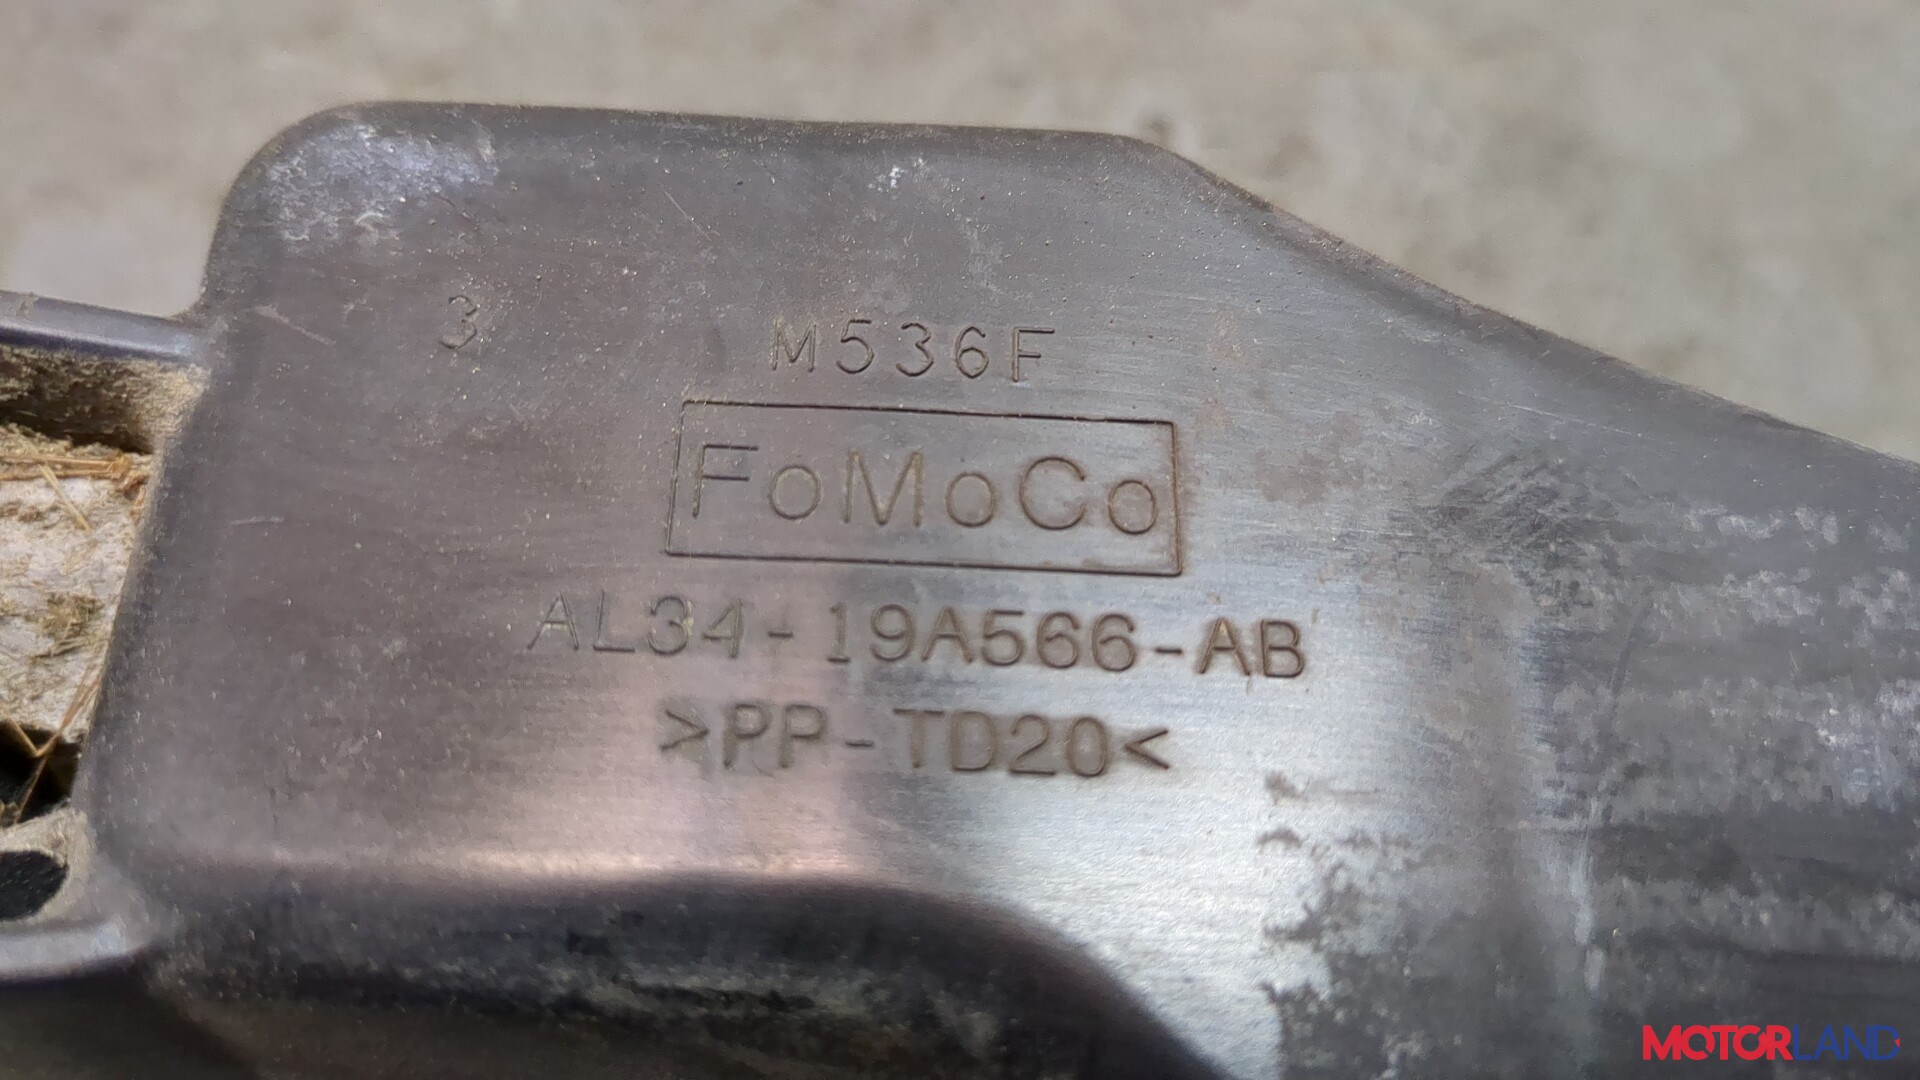 3
M536F
FoMoCo
AL34-19A566-AB
>PP-TD20<
MOTORLAND